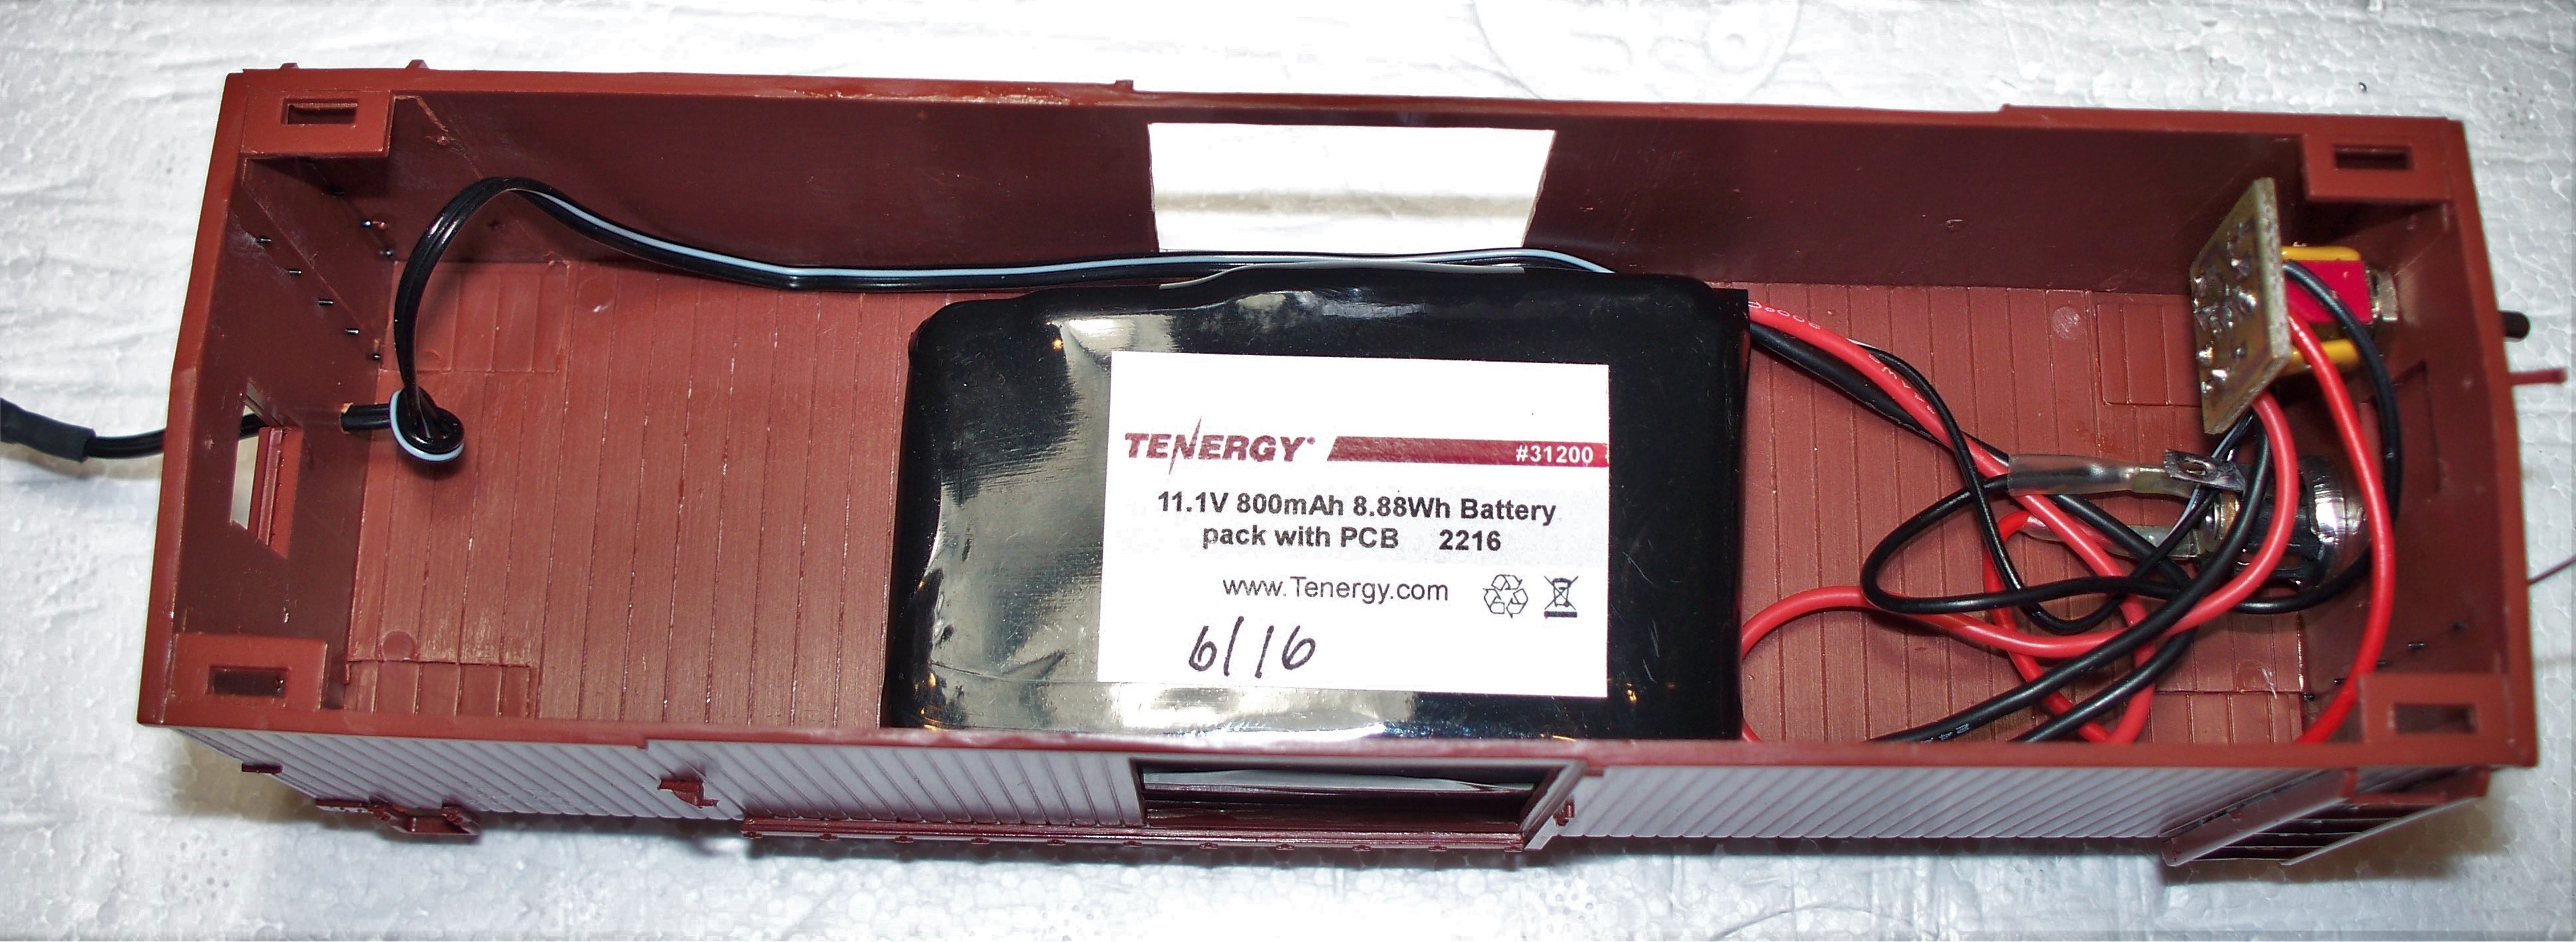 TENERGY #31200
11.1V 800mAh 8.88Wh Battery
pack with PCB 2216
www.Tenergy.com
6/16